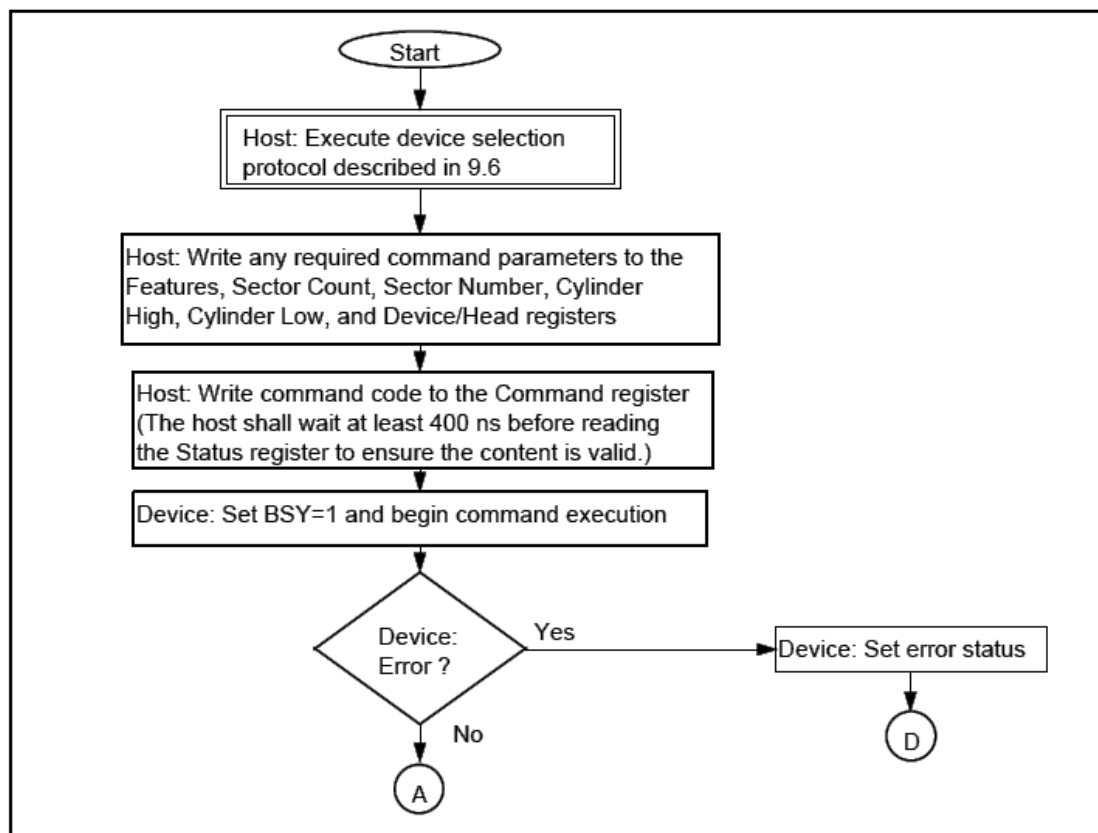 Start
Host: Execute device selection
protocol described in 9.6
Host: Write any required command parameters to the
Features, Sector Count, Sector Number, Cylinder
High, Cylinder Low, and Device/Head registers
Host: Write command code to the Command register
(The host shall wait at least 400 ns before reading
the Status register to ensure the content is valid.)
Device: Set BSY=1 and begin command execution
Device:
Error ?
Yes
Device: Set error status
No
D
A